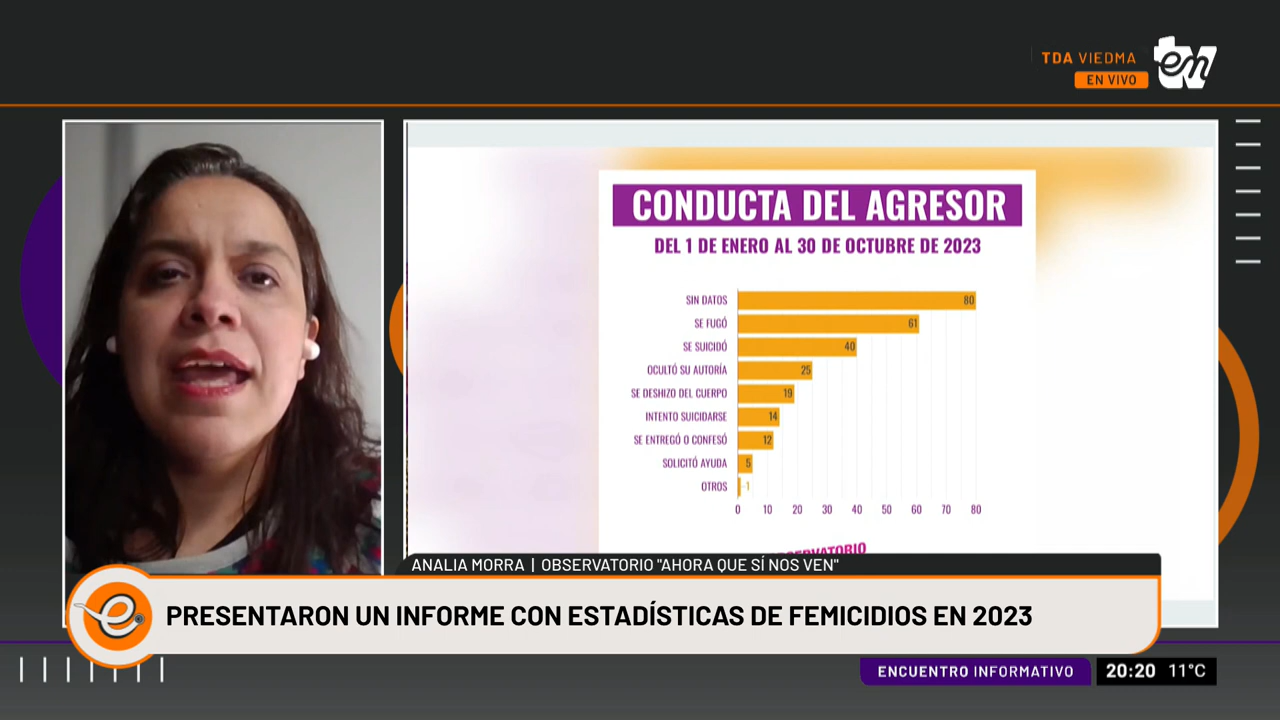 TDA VIEDMA
EN VIVO
em
CONDUCTA DEL AGRESOR
DEL 1 DE ENERO AL 30 DE OCTUBRE DE 2023
SIN DATOS 80
SE FUGÓ 61
SE SUICIDÓ 40
OCULTÓ SU AUTORÍA 25
SE DESHIZO DEL CUERPO 19
INTENTO SUICIDARSE 14
SE ENTREGÓ O CONFESÓ 12
SOLICITÓ AYUDA 5
OTROS 1
0 10 20 30 40 50 60 70 80
ANALIA MORRA | OBSERVATORIO "AHORA QUE SÍ NOS VEN"
e
PRESENTARON UN INFORME CON ESTADÍSTICAS DE FEMICIDIOS EN 2023
ENCUENTRO INFORMATIVO
20:20 11°C